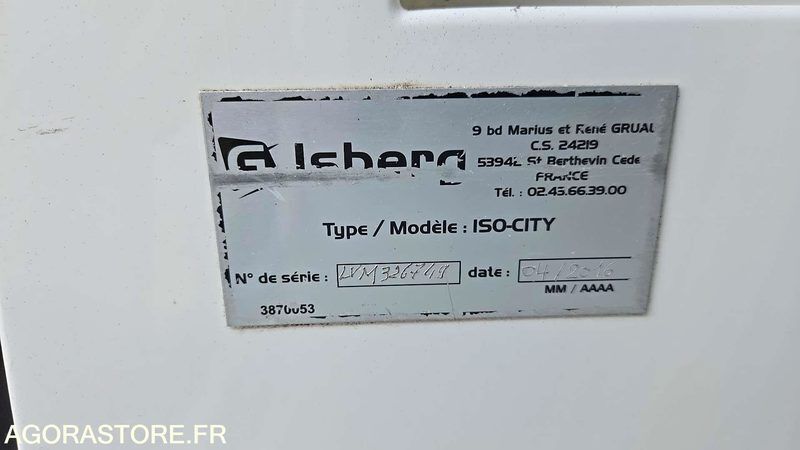 Isberg
9 bd Marius et René GRUAU
C.S. 24219
53942 St Berthevin Cede
FRANCE
Tél. : 02.43.66.39.00
Type / Modèle : ISO-CITY
N° de série : LVM326749 date : 04/2016
MM / AAAA
3870053
AGORASTORE.FR